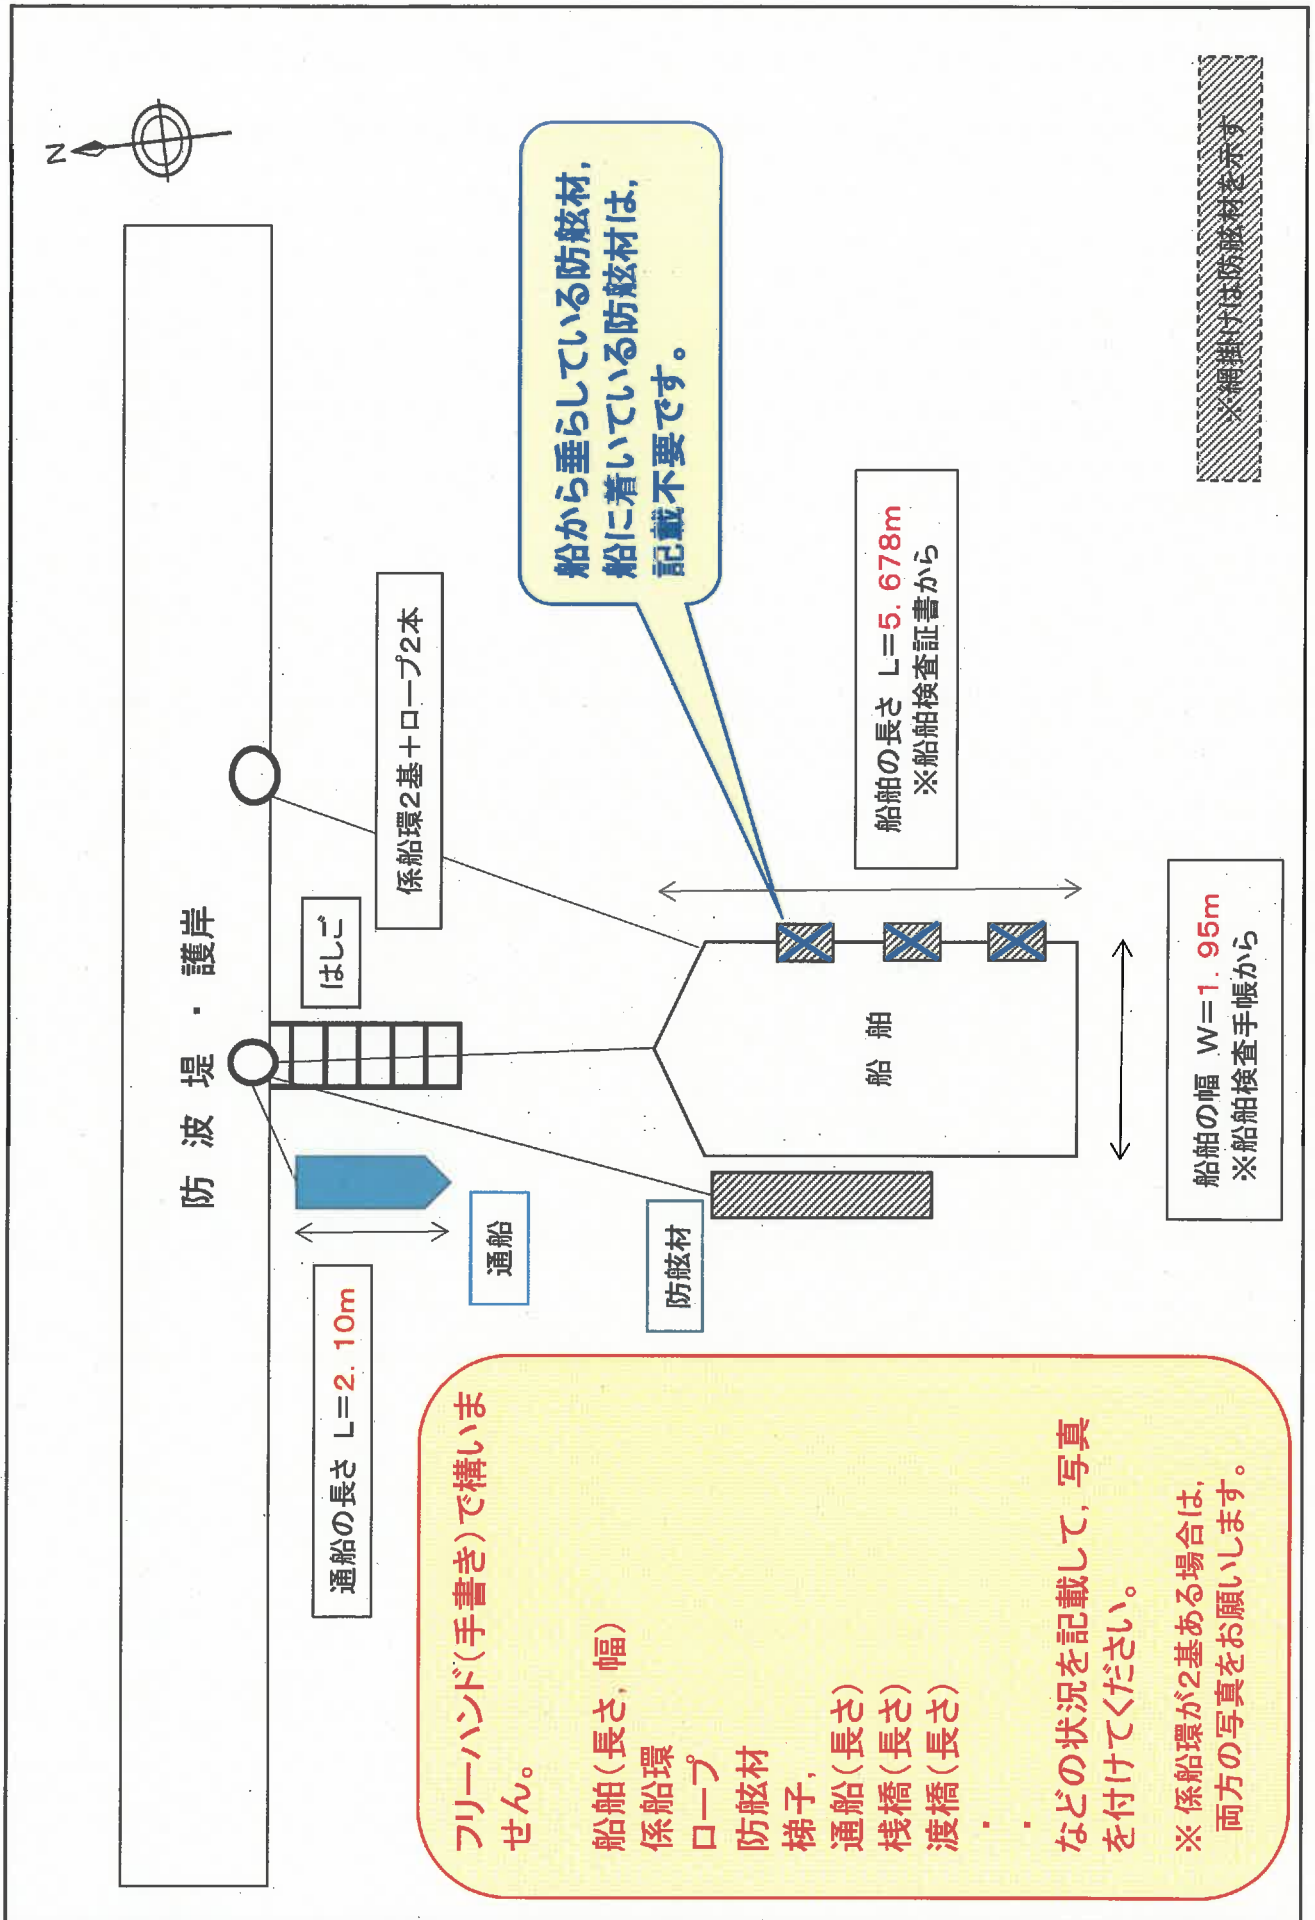 N
防 波 堤 ・ 護岸
通船の長さ L=2. 10m
はしご
係船環2基+ロープ2本
通船
防舷材
船 舶
船から垂らしている防舷材,
船に着いている防舷材は,
記載不要です。
船舶の長さ L=5. 678m
※船舶検査証書から
船舶の幅 W=1. 95m
※船舶検査手帳から
※網掛けは防舷材を示す
フリーハンド(手書き)で構いま
せん。
船舶(長さ, 幅)
係船環
ロープ
防舷材
梯子,
通船(長さ)
桟橋(長さ)
渡橋(長さ)
・
・
などの状況を記載して, 写真
を付けてください。
※ 係船環が2基ある場合は,
両方の写真をお願いします。